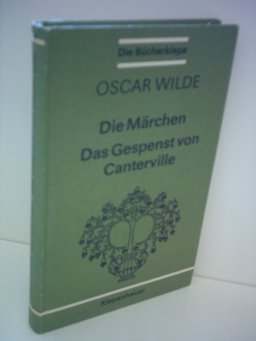 Die Bücherkiepe
OSCAR WILDE
Die Märchen
Das Gespenst von
Canterville
Kiepenheuer